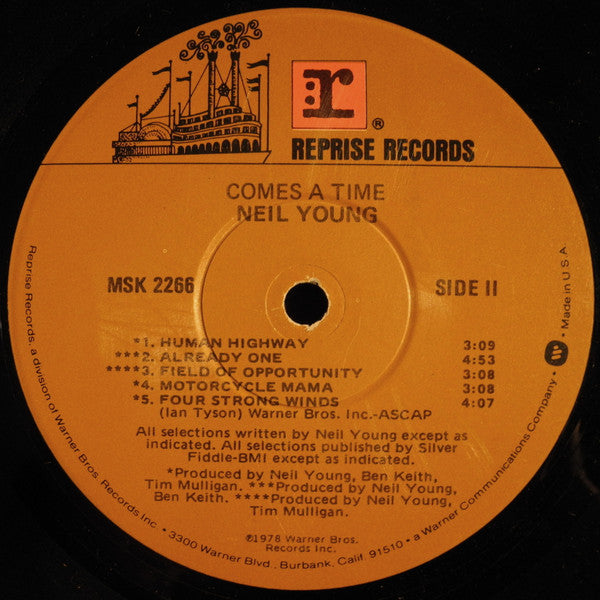 r
®
REPRISE RECORDS
COMES A TIME
NEIL YOUNG
MSK 2266
SIDE II
*1. HUMAN HIGHWAY 3:09
****2. ALREADY ONE 4:53
****3. FIELD OF OPPORTUNITY 3:08
*4. MOTORCYCLE MAMA 3:08
*5. FOUR STRONG WINDS 4:07
(Ian Tyson) Warner Bros. Inc.-ASCAP
All selections written by Neil Young except as
indicated. All selections published by Silver
Fiddle-BMI except as indicated.
*Produced by Neil Young, Ben Keith,
Tim Mulligan. ***Produced by Neil Young,
Ben Keith. ****Produced by Neil Young,
Tim Mulligan.
℗1978 Warner Bros.
Records Inc.
Reprise Records, a division of Warner Bros. Records Inc. • 3300 Warner Blvd., Burbank, Calif. 91510 • a Warner Communications Company • W • Made in U.S.A.